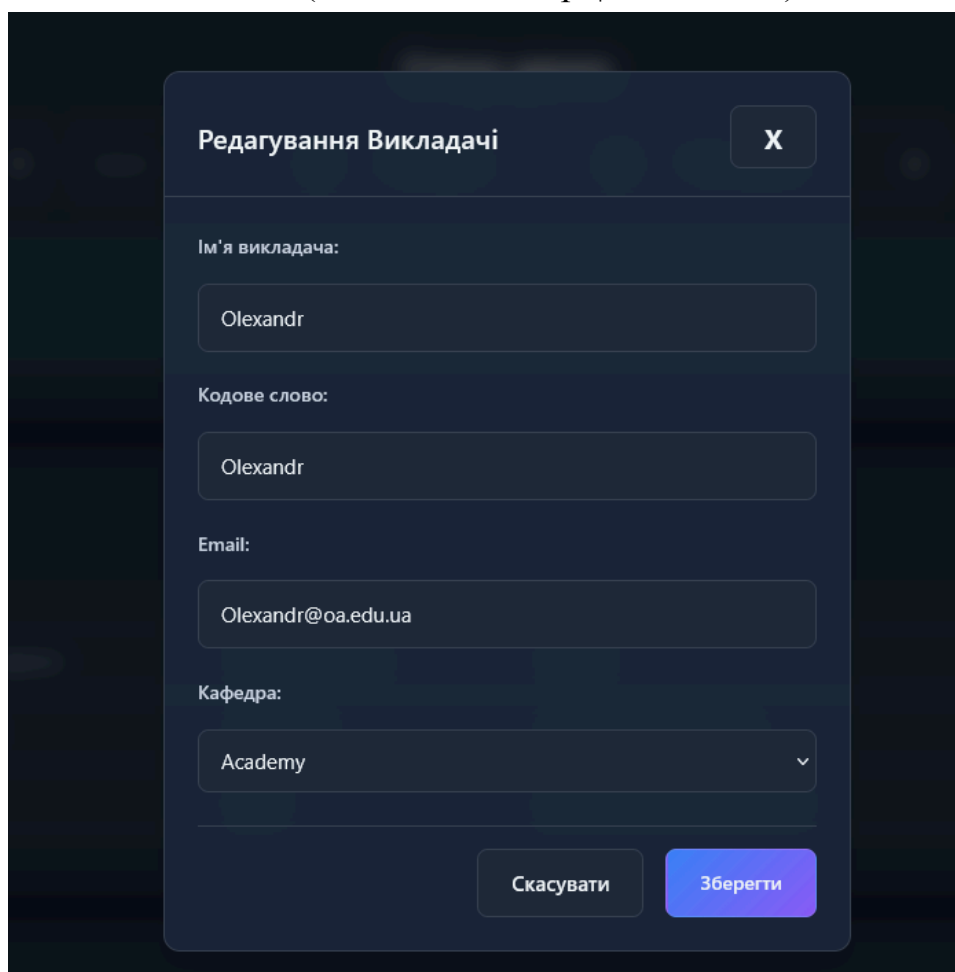 Редагування Викладачі
X
Ім'я викладача:
Olexandr
Кодове слово:
Olexandr
Email:
Olexandr@oa.edu.ua
Кафедра:
Academy
Скасувати
Зберегти